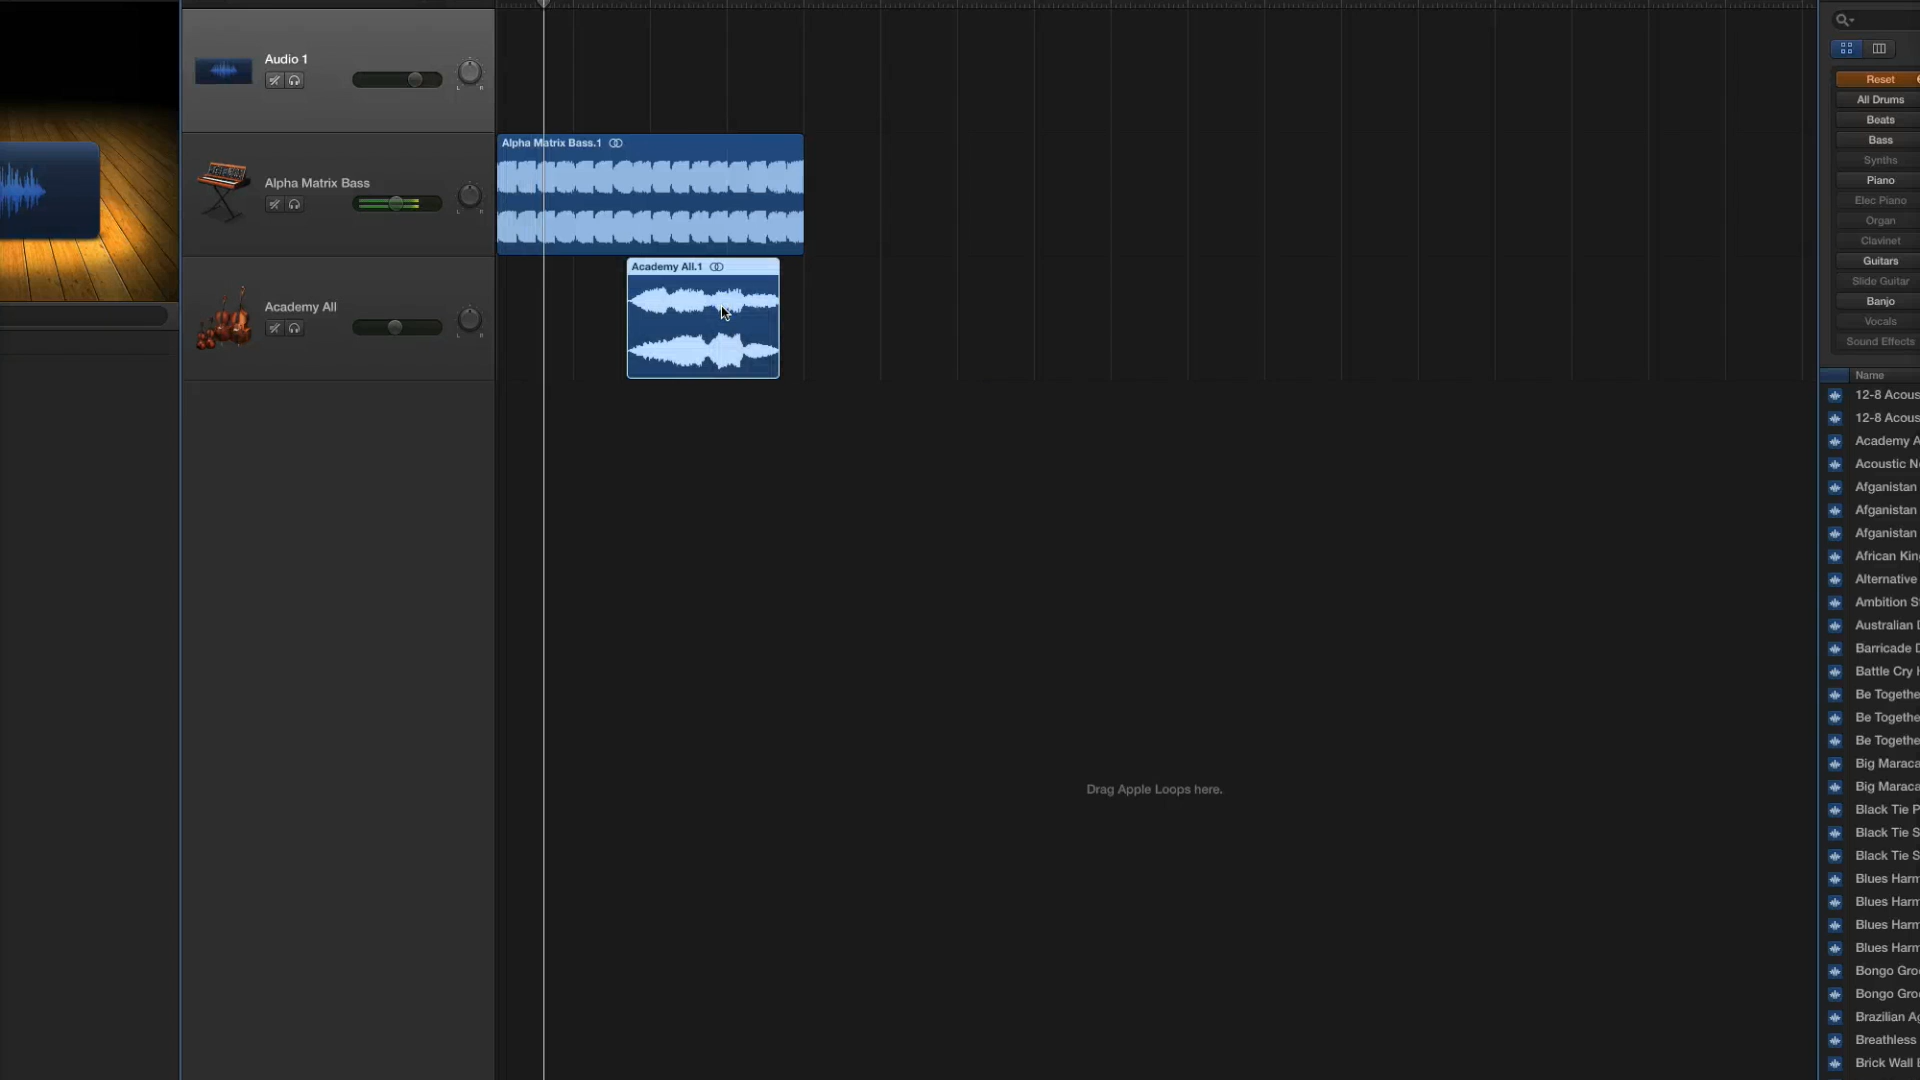 Audio 1
L R
Alpha Matrix Bass
L R
Academy All
L R
Alpha Matrix Bass.1
Academy All.1
Drag Apple Loops here.
Reset
All Drums
Beats
Bass
Synths
Piano
Elec Piano
Organ
Clavinet
Guitars
Slide Guitar
Banjo
Vocals
Sound Effects
Name
12-8 Acous
12-8 Acous
Academy A
Acoustic N
Afganistan
Afganistan
Afganistan
African Kin
Alternative
Ambition S
Australian D
Barricade D
Battle Cry
Be Togethe
Be Togethe
Be Togethe
Big Maraca
Big Maraca
Black Tie P
Black Tie S
Black Tie S
Blues Harm
Blues Harm
Blues Harm
Blues Harm
Bongo Gro
Bongo Gro
Brazilian Ag
Breathless
Brick Wall